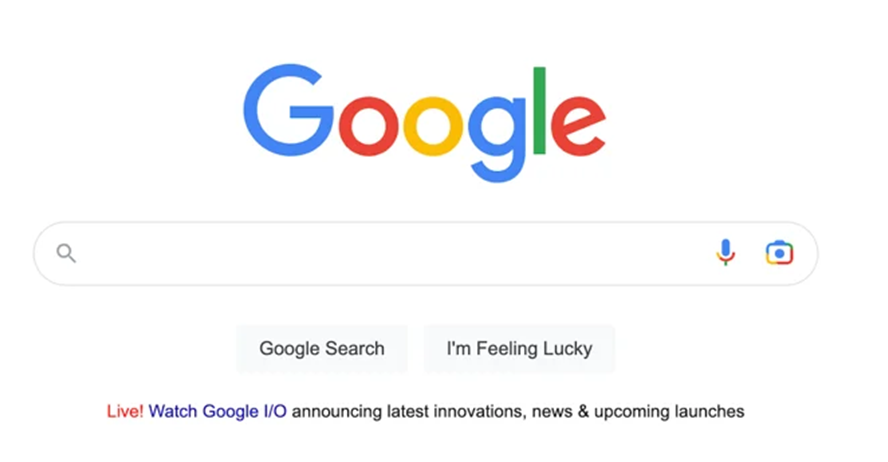 Google
Google Search
I'm Feeling Lucky
Live! Watch Google I/O announcing latest innovations, news & upcoming launches